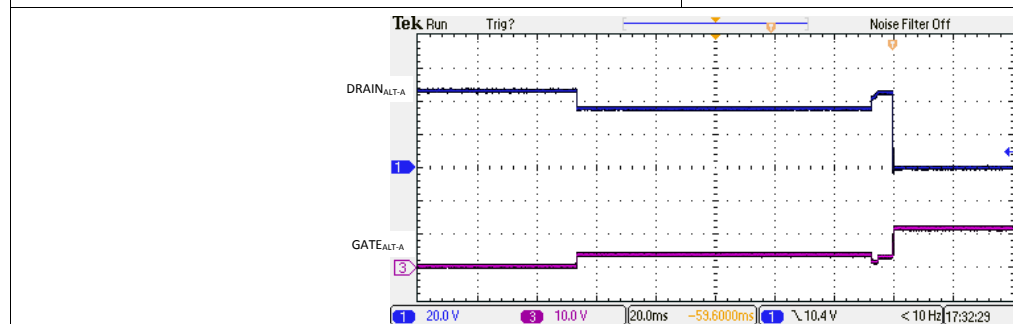 Tek Run Trig? Noise Filter Off
T
T
DRAINALT-A
1
GATEALT-A
3
1 20.0 V 3 10.0 V 20.0ms -59.6000ms 1 \ 10.4 V < 10 Hz 17:32:29